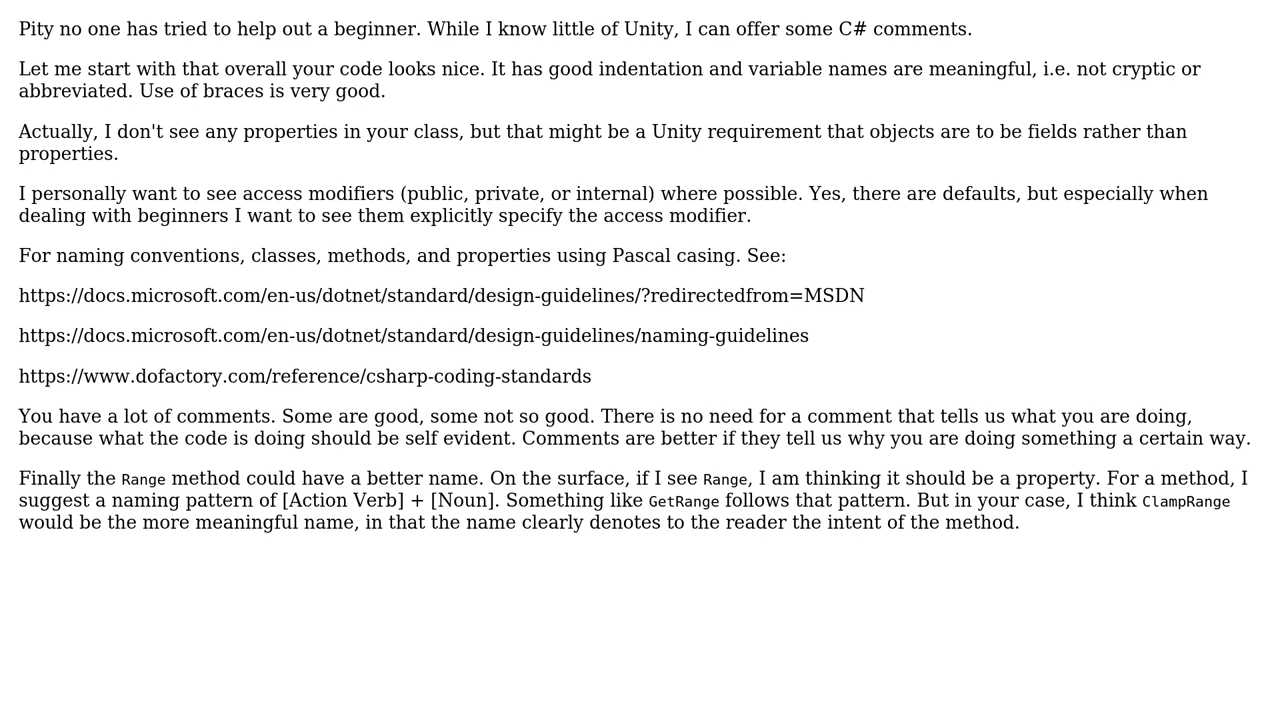 Pity no one has tried to help out a beginner. While I know little of Unity, I can offer some C# comments.
Let me start with that overall your code looks nice. It has good indentation and variable names are meaningful, i.e. not cryptic or
abbreviated. Use of braces is very good.
Actually, I don't see any properties in your class, but that might be a Unity requirement that objects are to be fields rather than
properties.
I personally want to see access modifiers (public, private, or internal) where possible. Yes, there are defaults, but especially when
dealing with beginners I want to see them explicitly specify the access modifier.
For naming conventions, classes, methods, and properties using Pascal casing. See:
https://docs.microsoft.com/en-us/dotnet/standard/design-guidelines/?redirectedfrom=MSDN
https://docs.microsoft.com/en-us/dotnet/standard/design-guidelines/naming-guidelines
https://www.dofactory.com/reference/csharp-coding-standards
You have a lot of comments. Some are good, some not so good. There is no need for a comment that tells us what you are doing,
because what the code is doing should be self evident. Comments are better if they tell us why you are doing something a certain way.
Finally the Range method could have a better name. On the surface, if I see Range, I am thinking it should be a property. For a method, I
suggest a naming pattern of [Action Verb] + [Noun]. Something like GetRange follows that pattern. But in your case, I think ClampRange
would be the more meaningful name, in that the name clearly denotes to the reader the intent of the method.